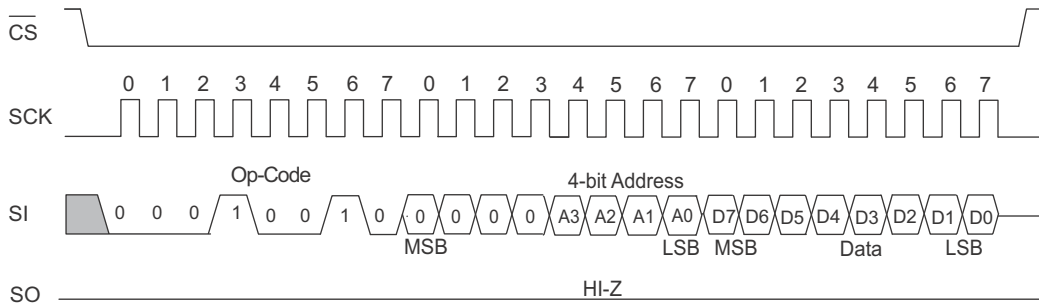 CS
0 1 2 3 4 5 6 7 0 1 2 3 4 5 6 7 0 1 2 3 4 5 6 7
SCK
Op-Code 4-bit Address
SI 0 0 0 1 0 0 1 0 0 0 0 0 A3 A2 A1 A0 D7 D6 D5 D4 D3 D2 D1 D0
MSB LSB MSB Data LSB
SO HI-Z